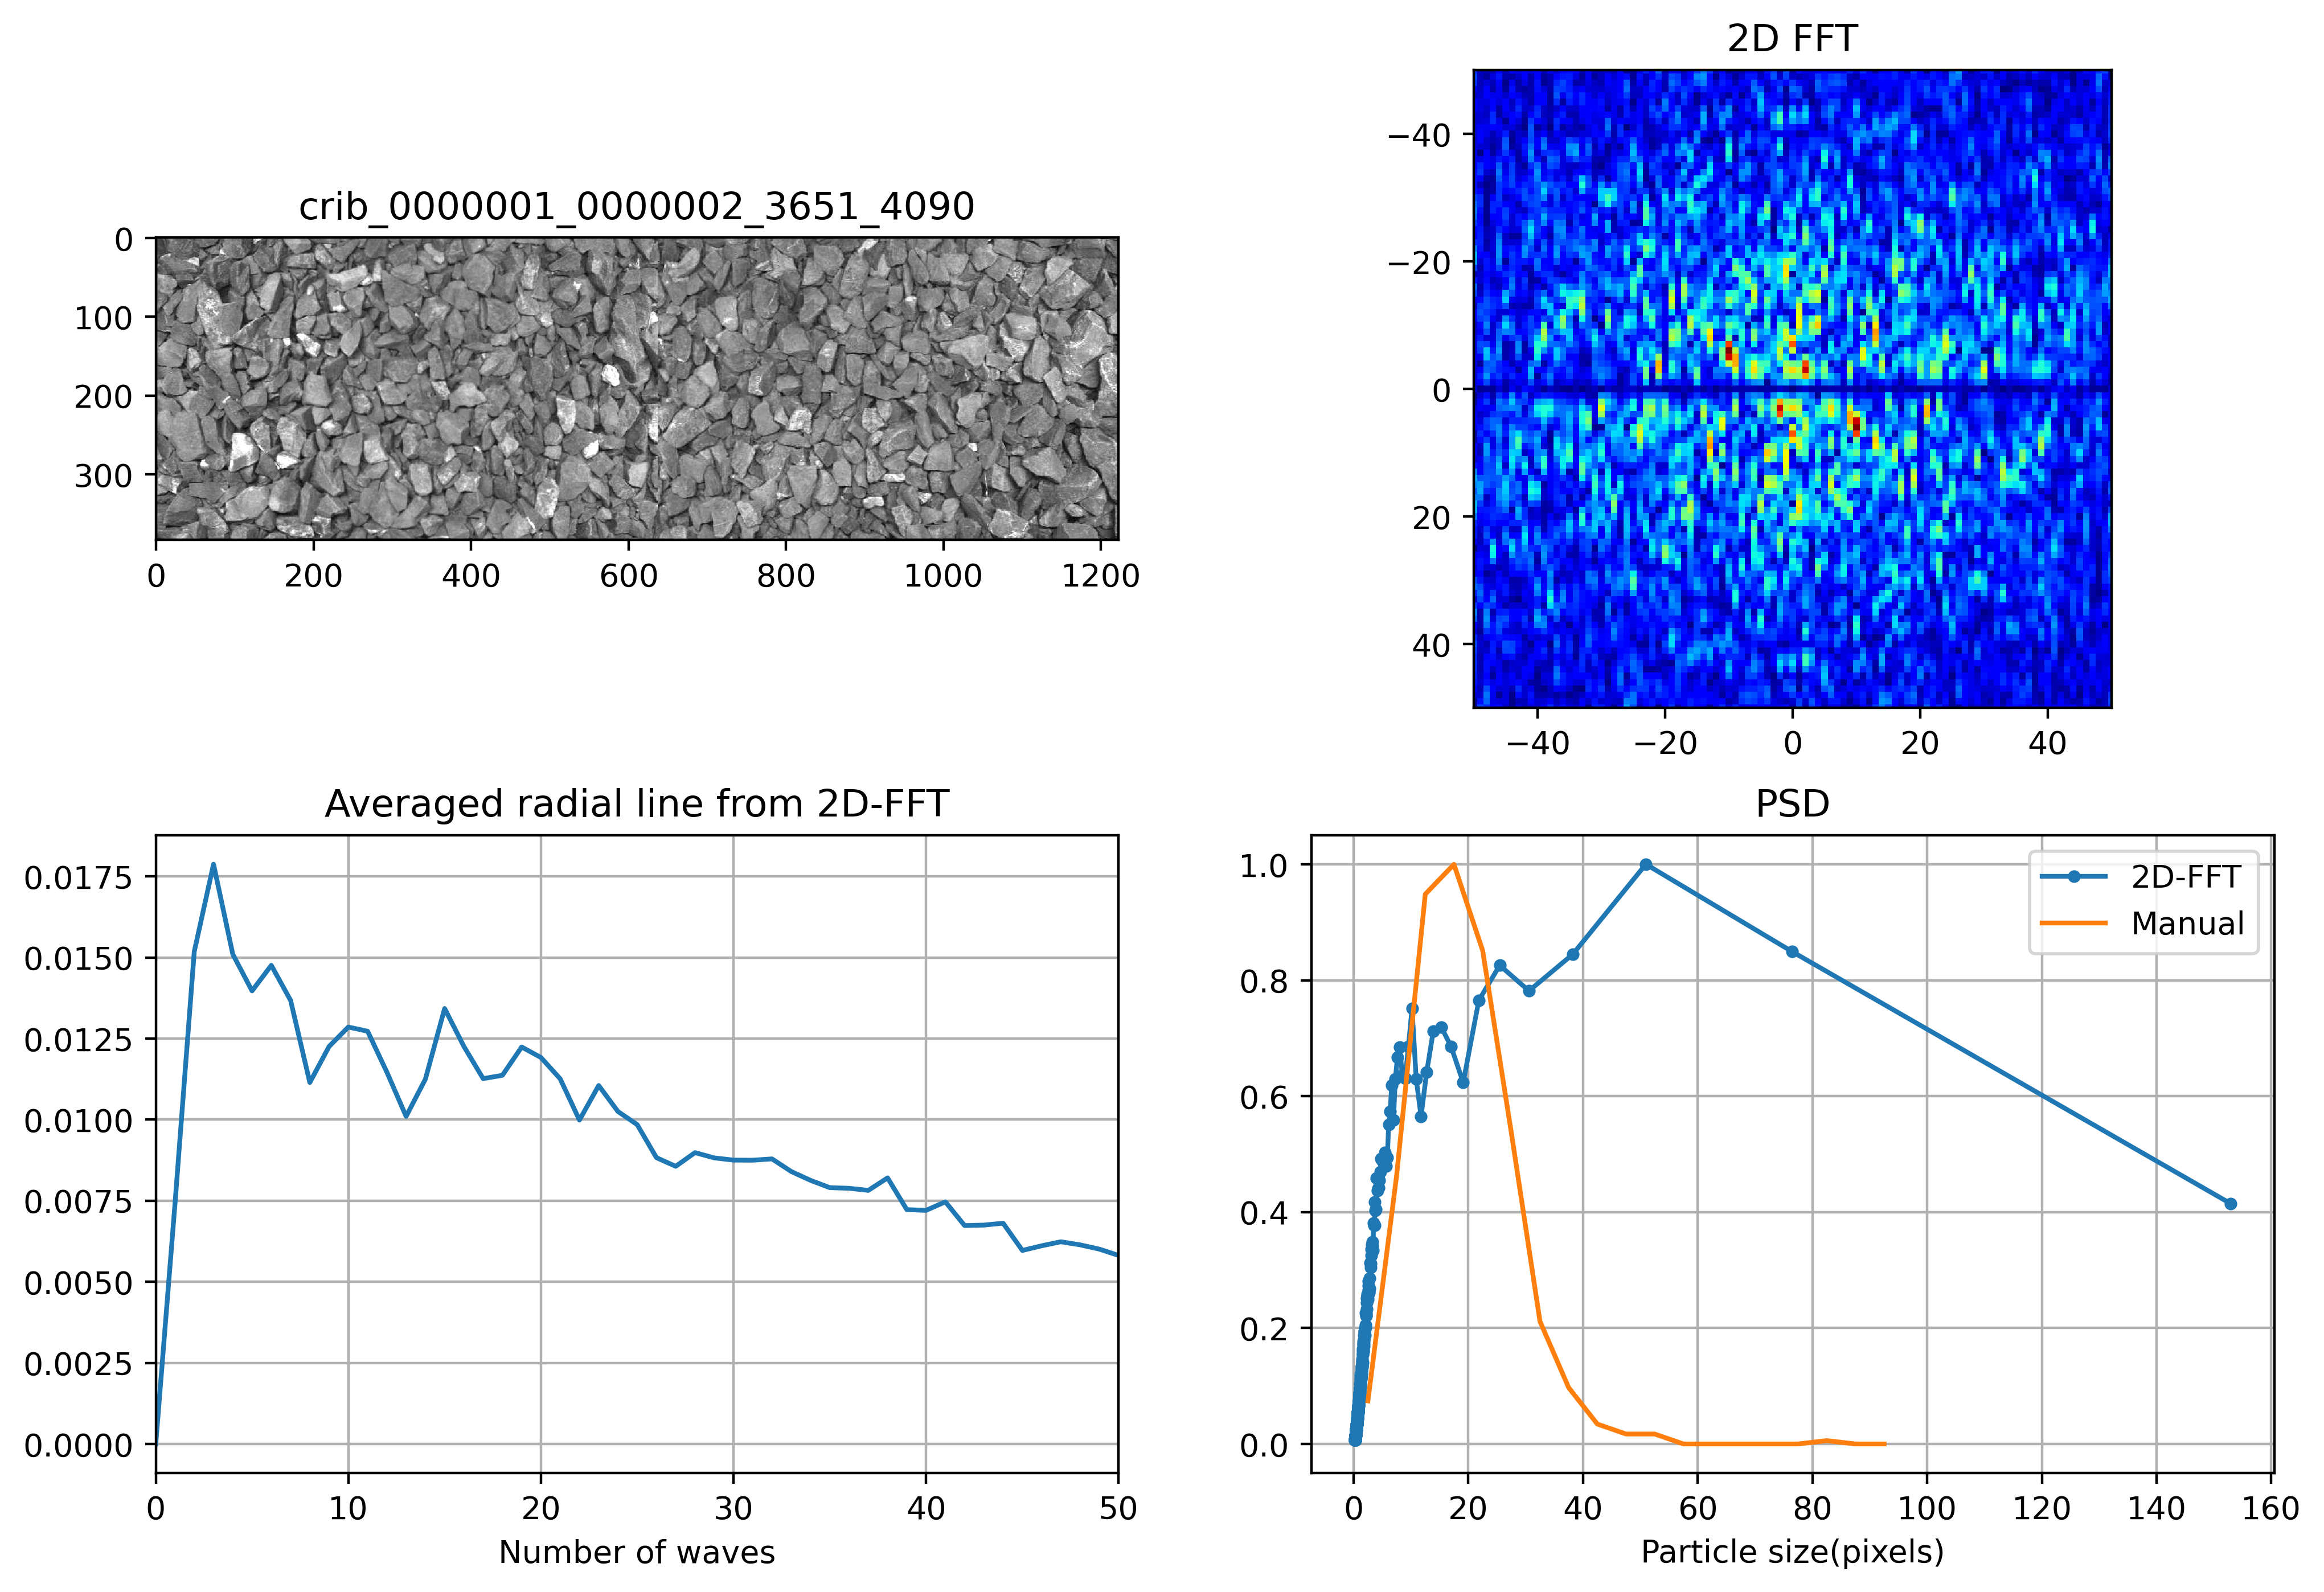 crib_0000001_0000002_3651_4090
0
100
200
300
0 200 400 600 800 1000 1200
2D FFT
−40
−20
0
20
40
−40 −20 0 20 40
Averaged radial line from 2D-FFT
0.0175
0.0150
0.0125
0.0100
0.0075
0.0050
0.0025
0.0000
0 10 20 30 40 50
Number of waves
PSD
1.0
0.8
0.6
0.4
0.2
0.0
2D-FFT
Manual
0 20 40 60 80 100 120 140 160
Particle size(pixels)